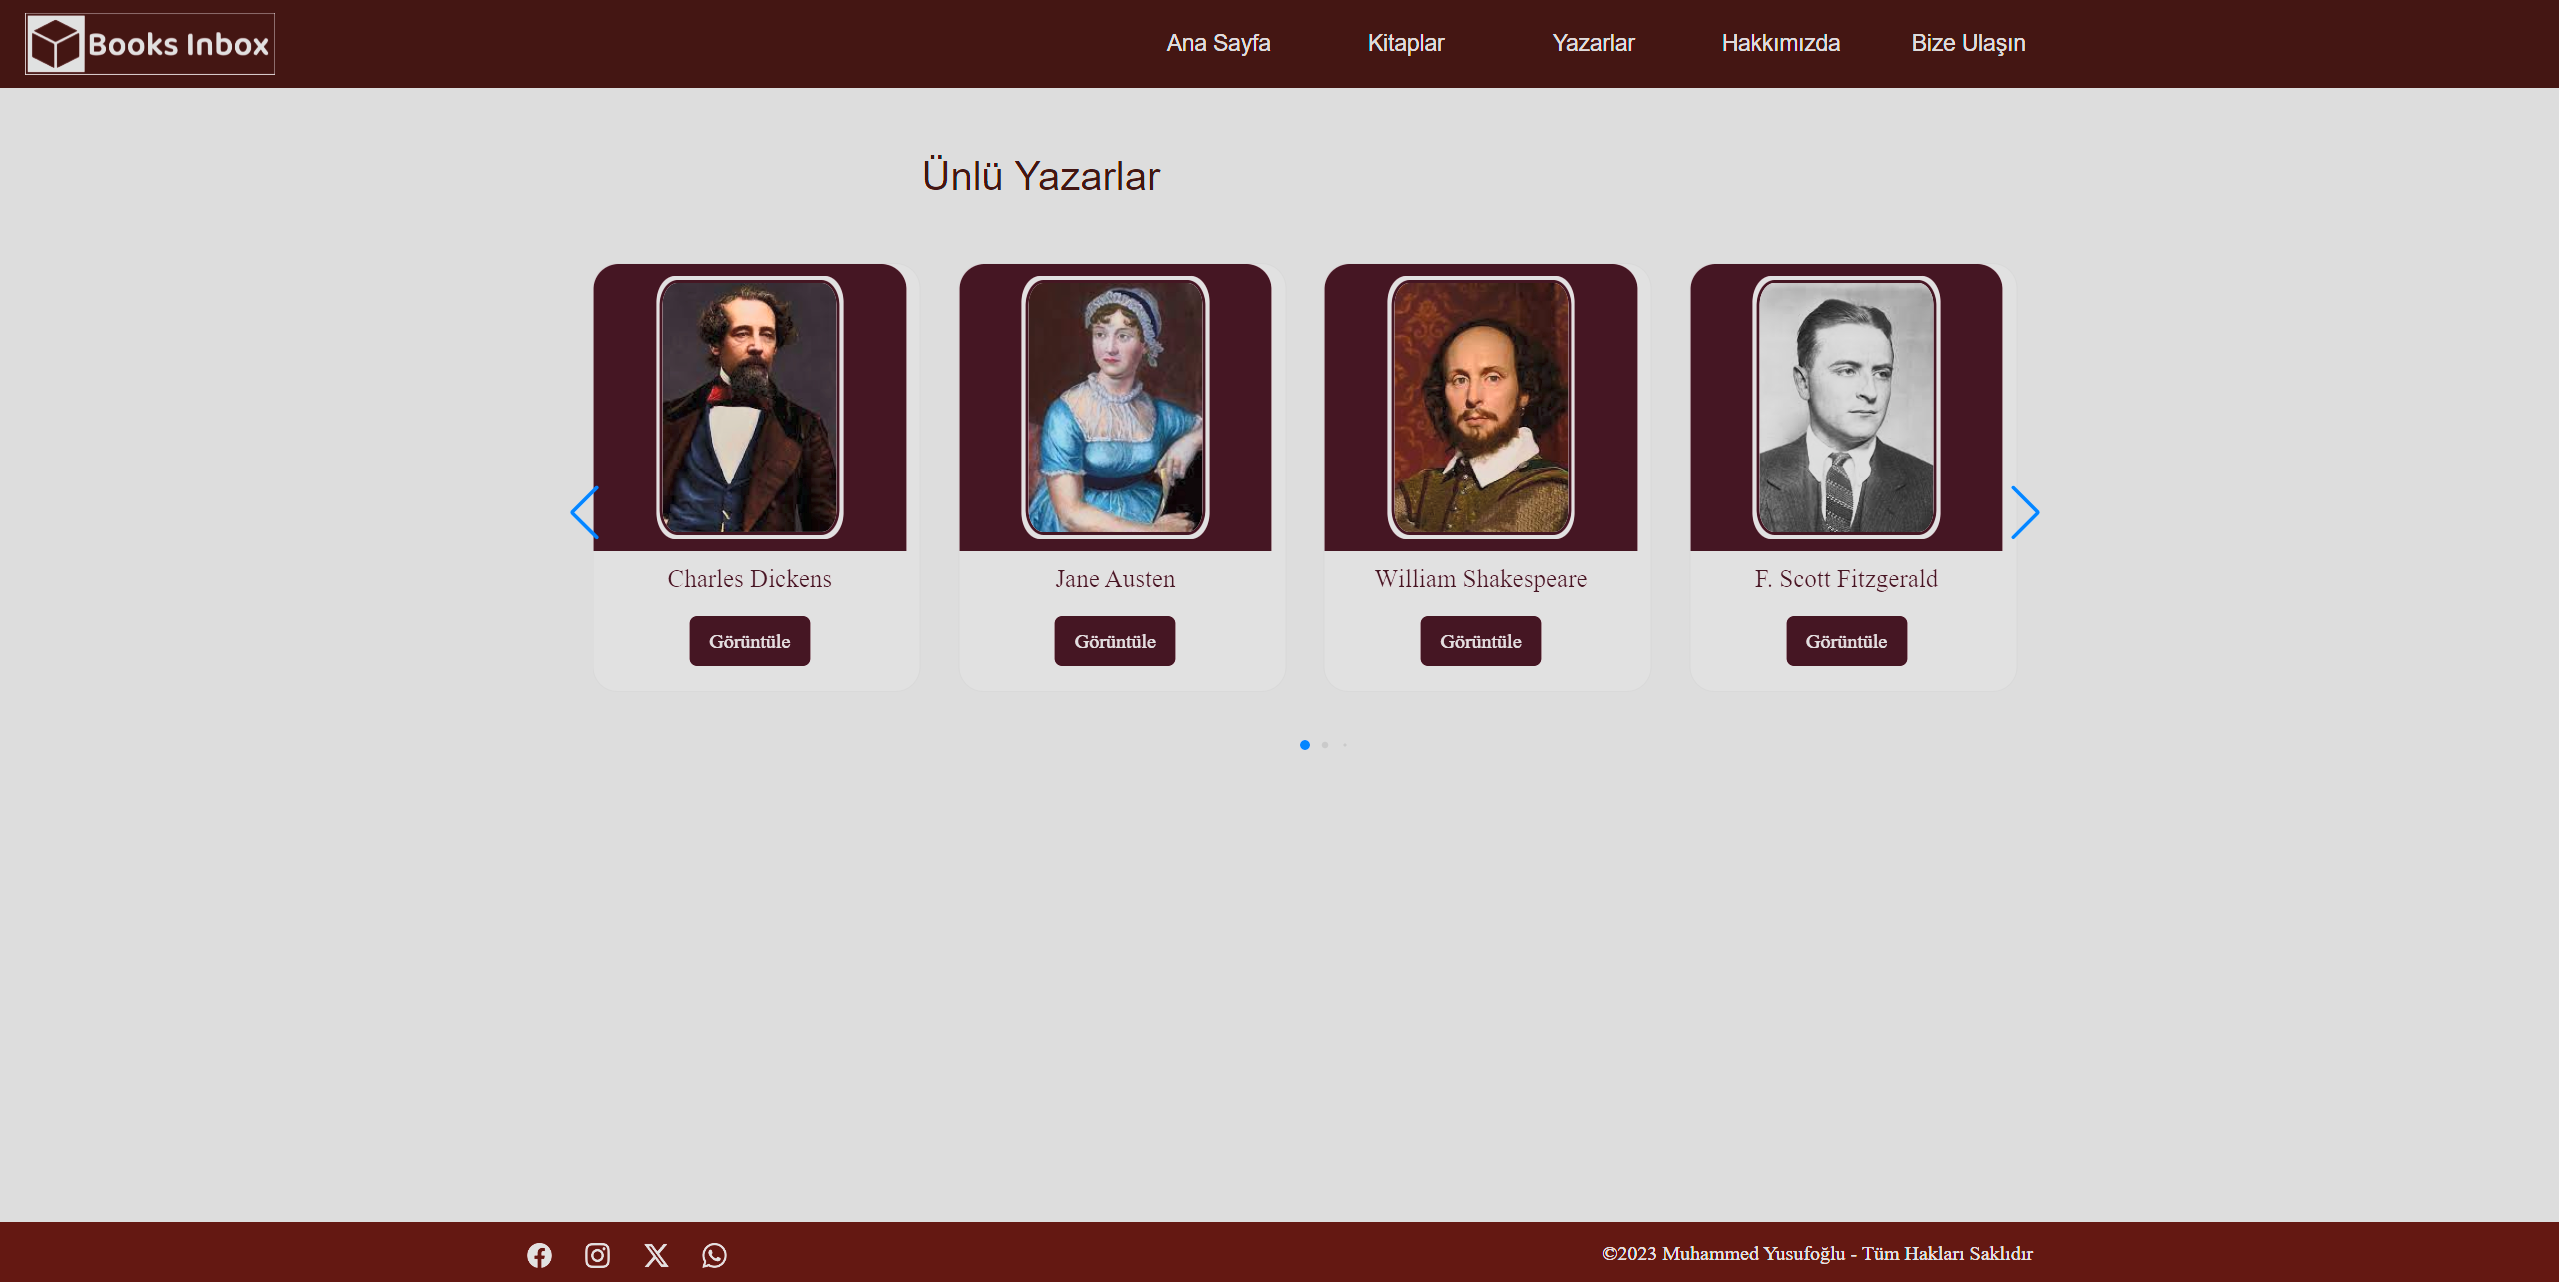 Books Inbox
Ana Sayfa Kitaplar Yazarlar Hakkımızda Bize Ulaşın
Ünlü Yazarlar
Charles Dickens
Görüntüle
Jane Austen
Görüntüle
William Shakespeare
Görüntüle
F. Scott Fitzgerald
Görüntüle
©2023 Muhammed Yusufoğlu - Tüm Hakları Saklıdır